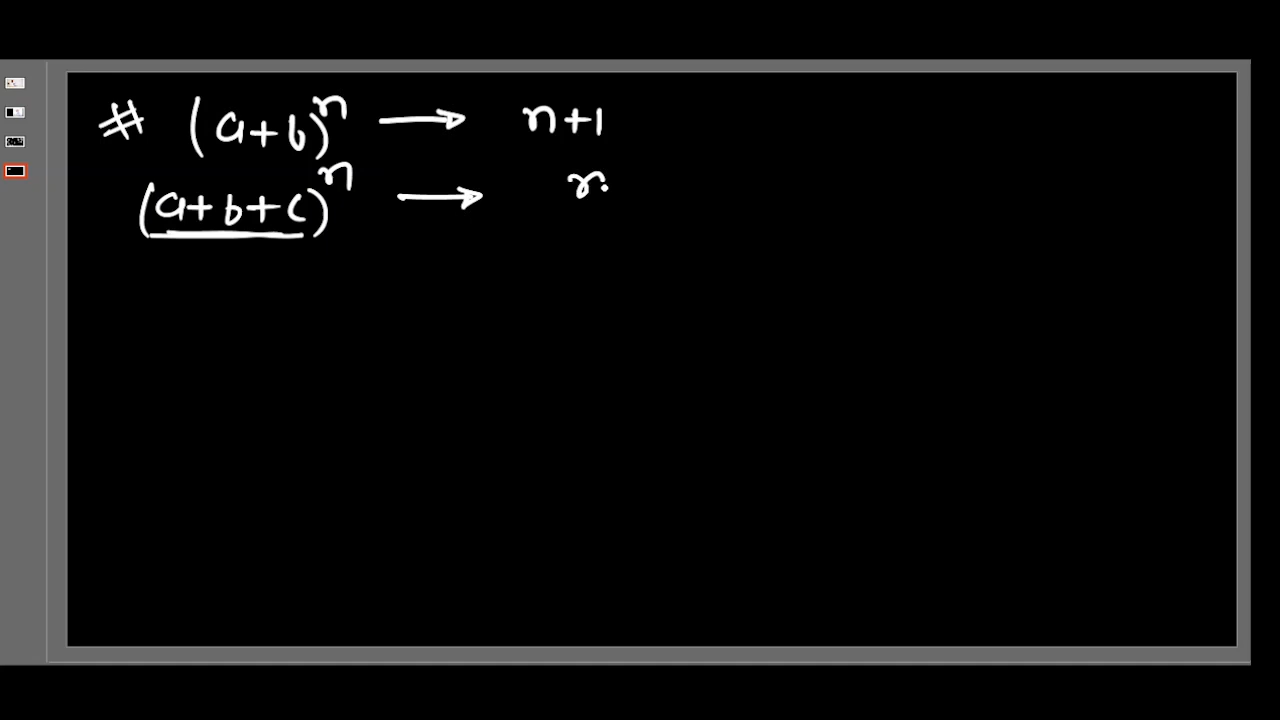 # (a+b)^n → n+1
(a+b+c)^n →